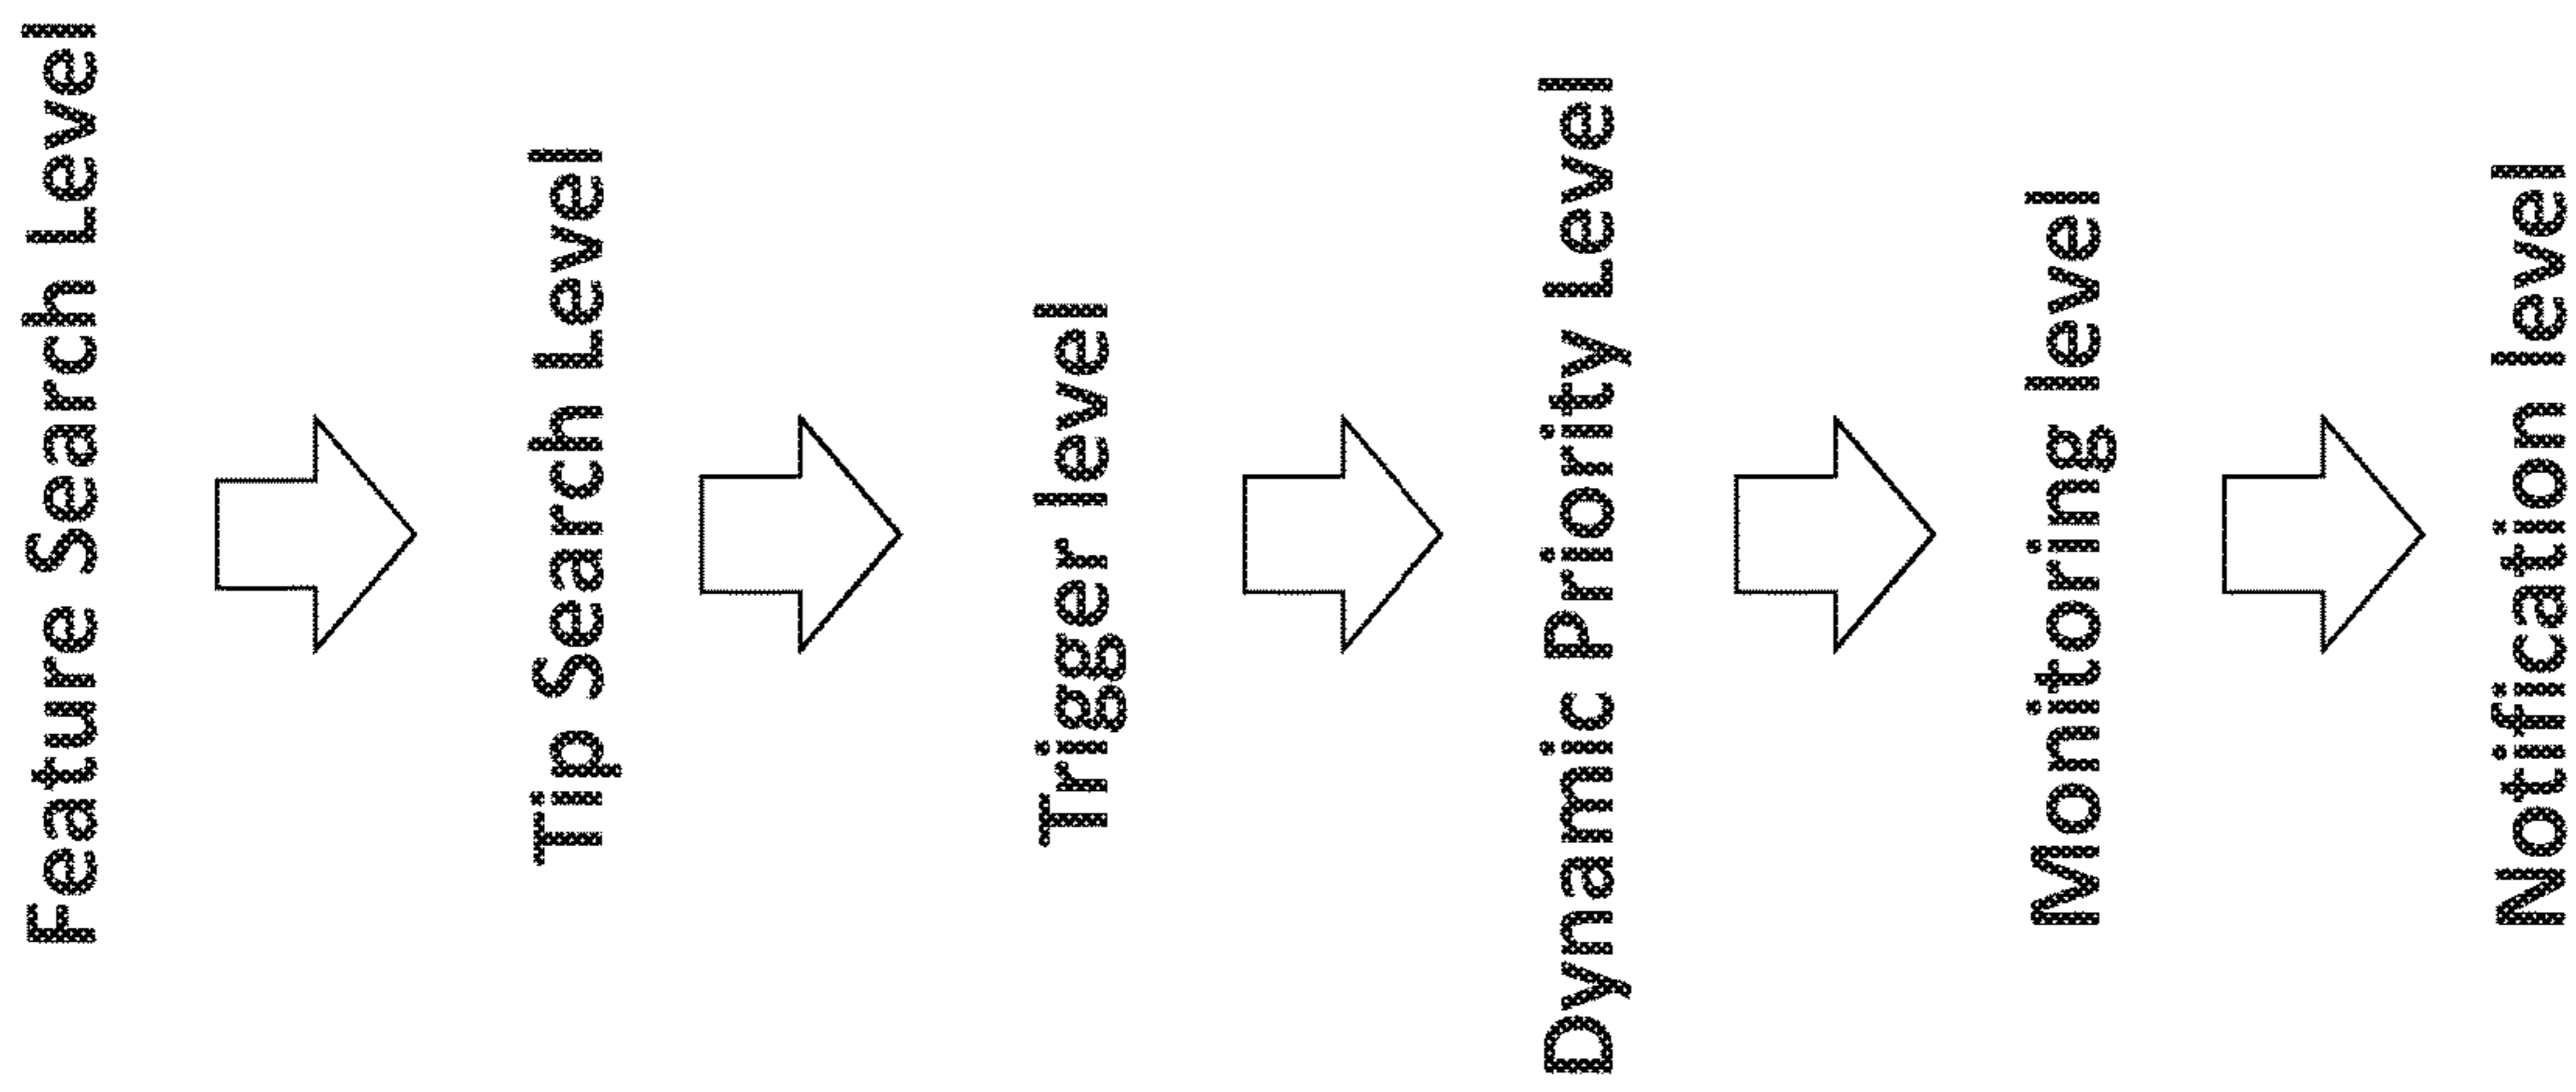 Feature Search Level
Tip Search Level
Trigger level
Dynamic Priority Level
Monitoring level
Notification level